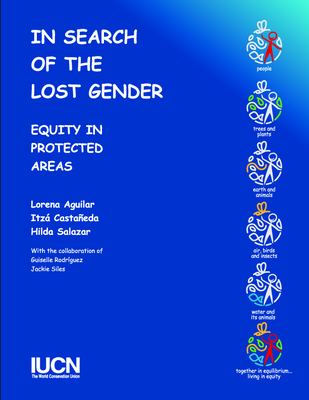 IN SEARCH
OF THE
LOST GENDER
EQUITY IN
PROTECTED
AREAS
Lorena Aguilar
Itzá Castañeda
Hilda Salazar
With the collaboration of
Guiselle Rodríguez
Jackie Siles
IUCN
The World Conservation Union
people
trees and
plants
earth and
animals
air, birds
and insects
water and
its animals
together in equilibrium...
living in equity